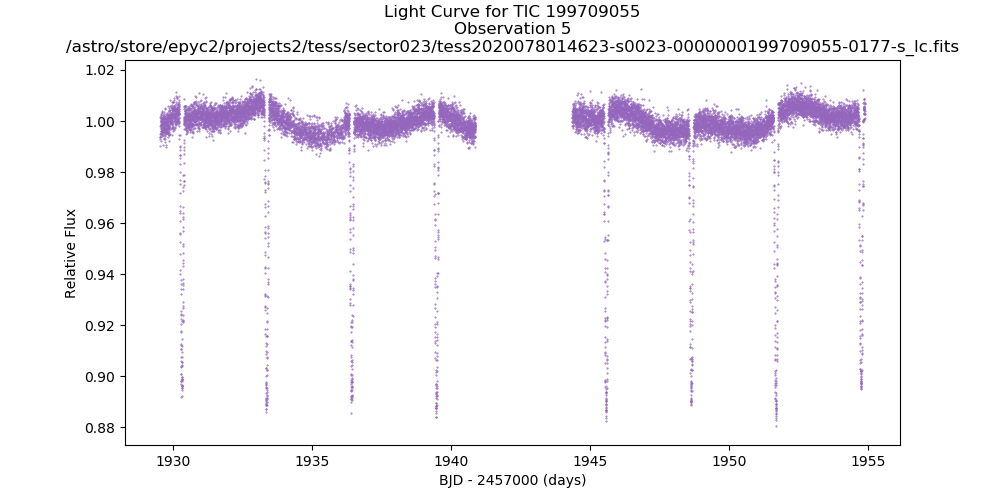 Light Curve for TIC 199709055
Observation 5
/astro/store/epyc2/projects2/tess/sector023/tess2020078014623-s0023-0000000199709055-0177-s_lc.fits
1.02
1.00
0.98
0.96
0.94
0.92
0.90
0.88
Relative Flux
1930
1935
1940
1945
1950
1955
BJD - 2457000 (days)